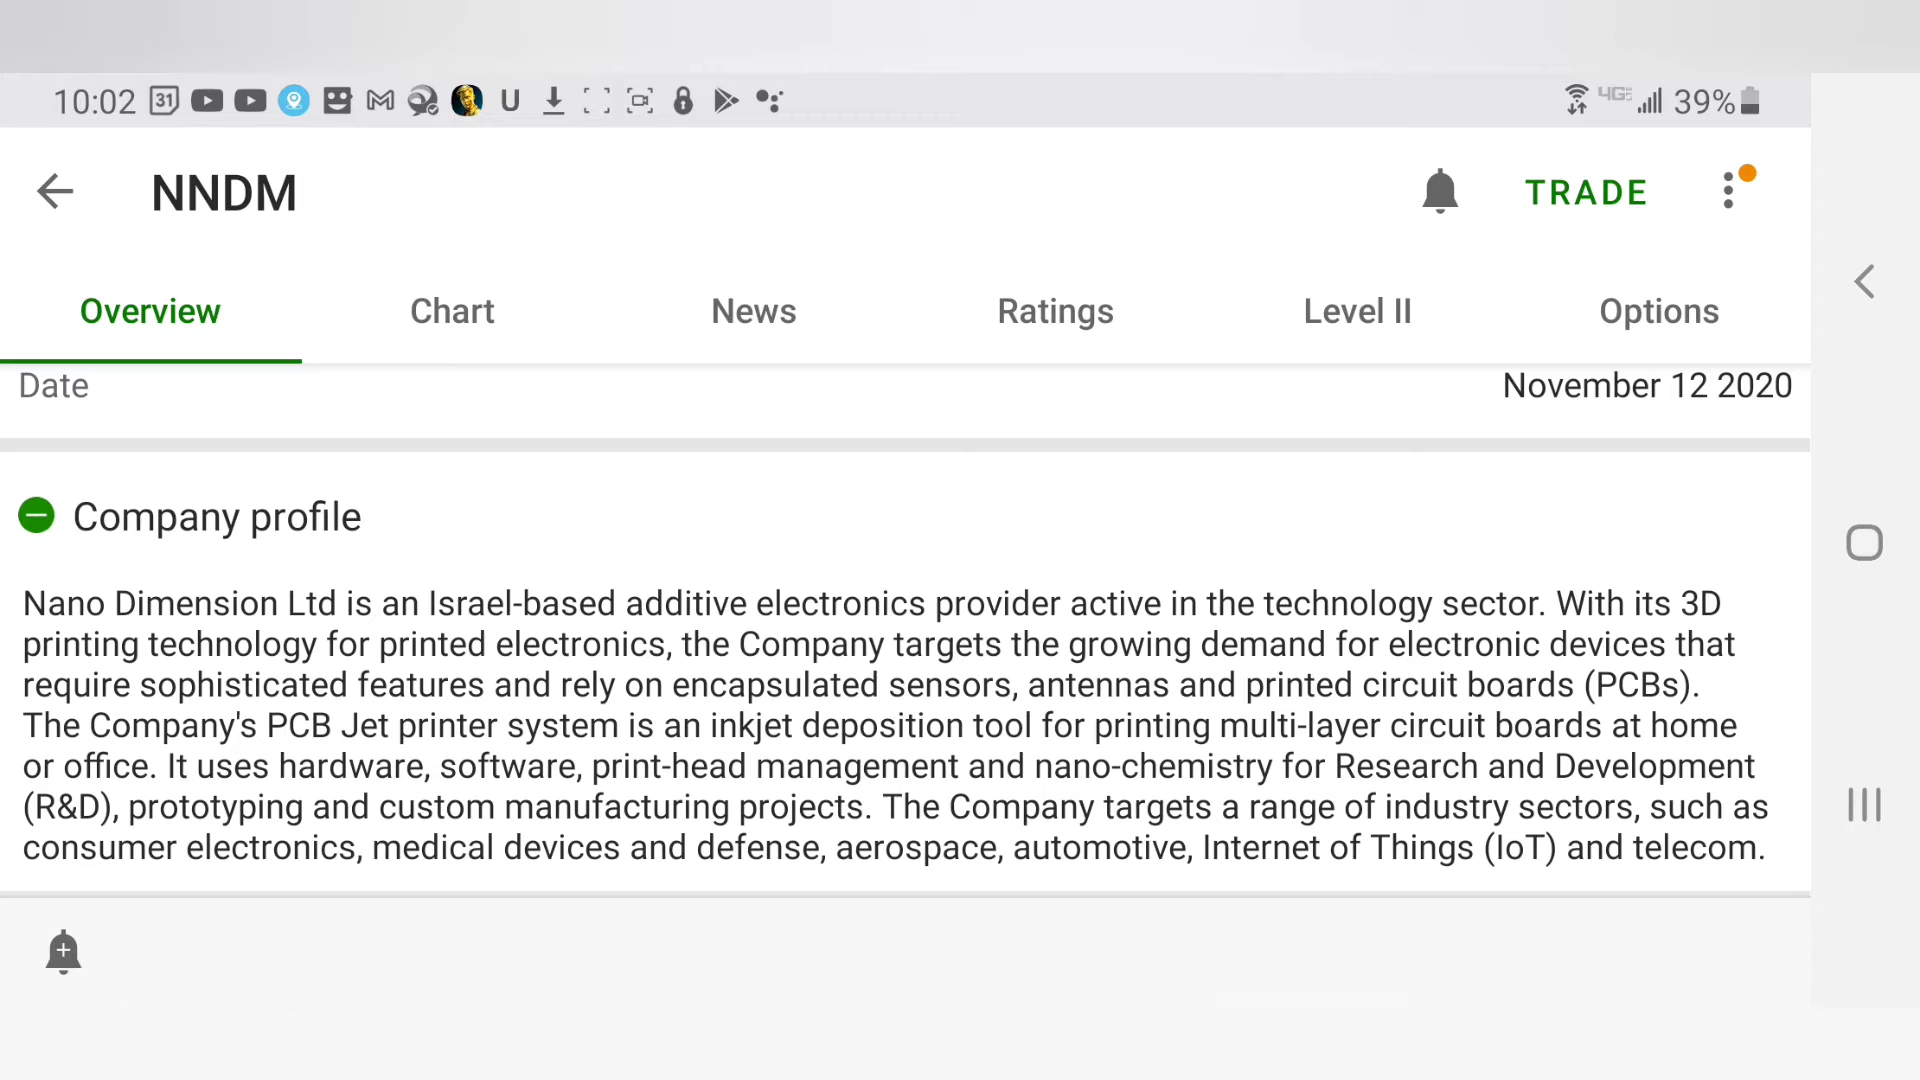 10:02 31 U 4GE 39%
NNDM TRADE
Overview Chart News Ratings Level II Options
Date November 12 2020
Company profile
Nano Dimension Ltd is an Israel-based additive electronics provider active in the technology sector. With its 3D
printing technology for printed electronics, the Company targets the growing demand for electronic devices that
require sophisticated features and rely on encapsulated sensors, antennas and printed circuit boards (PCBs).
The Company's PCB Jet printer system is an inkjet deposition tool for printing multi-layer circuit boards at home
or office. It uses hardware, software, print-head management and nano-chemistry for Research and Development
(R&D), prototyping and custom manufacturing projects. The Company targets a range of industry sectors, such as
consumer electronics, medical devices and defense, aerospace, automotive, Internet of Things (IoT) and telecom.